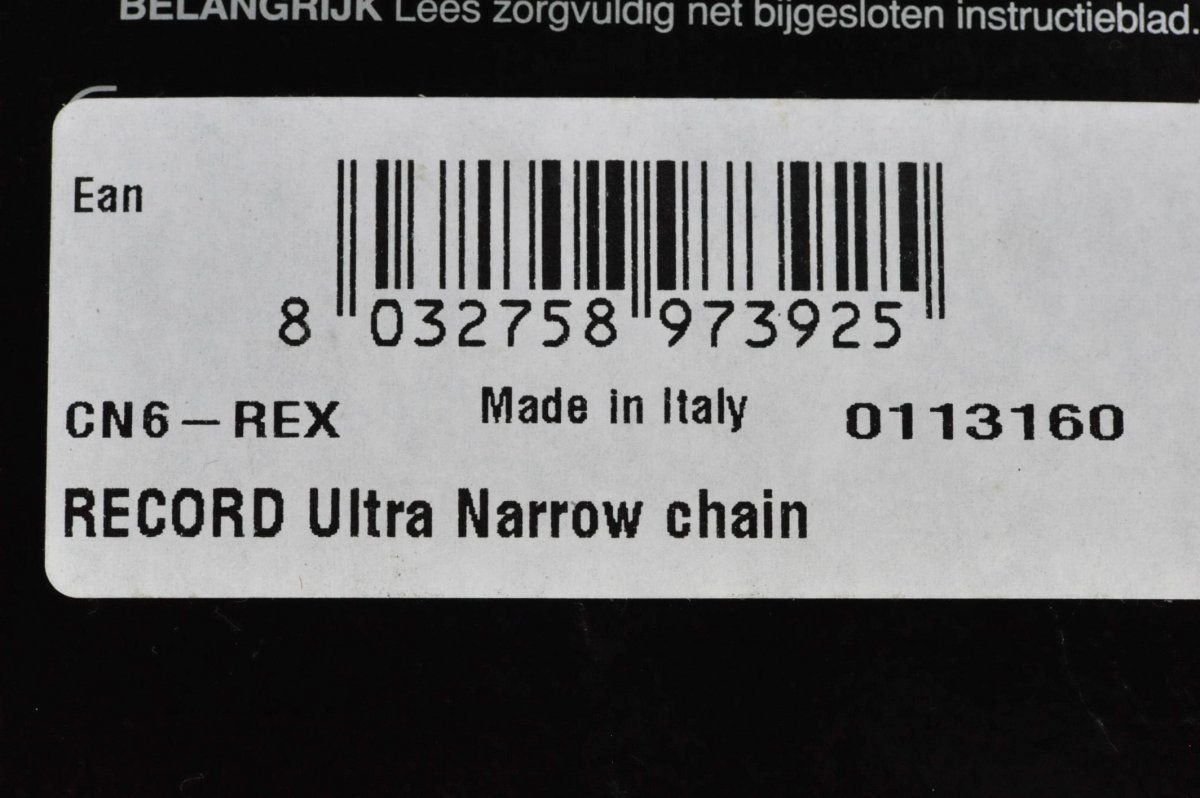 BELANGRIJK Lees zorgvuldig net bijgesloten instructieblad.
Ean
8 032758 973925
CN6-REX Made in Italy 0113160
RECORD Ultra Narrow chain